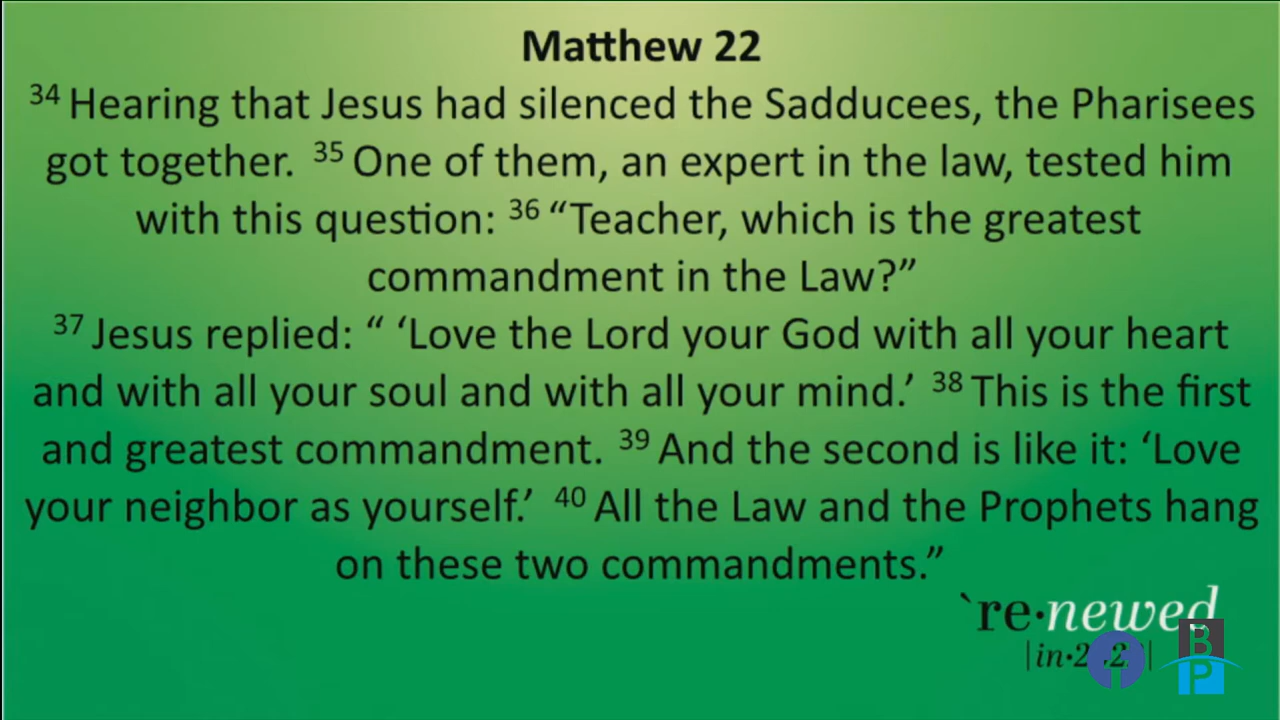 Matthew 22
34 Hearing that Jesus had silenced the Sadducees, the Pharisees
got together. 35 One of them, an expert in the law, tested him
with this question: 36 “Teacher, which is the greatest
commandment in the Law?”
37 Jesus replied: “ ‘Love the Lord your God with all your heart
and with all your soul and with all your mind.’ 38 This is the first
and greatest commandment. 39 And the second is like it: ‘Love
your neighbor as yourself.’ 40 All the Law and the Prophets hang
on these two commandments.”
`re·newed
|in·
B
P